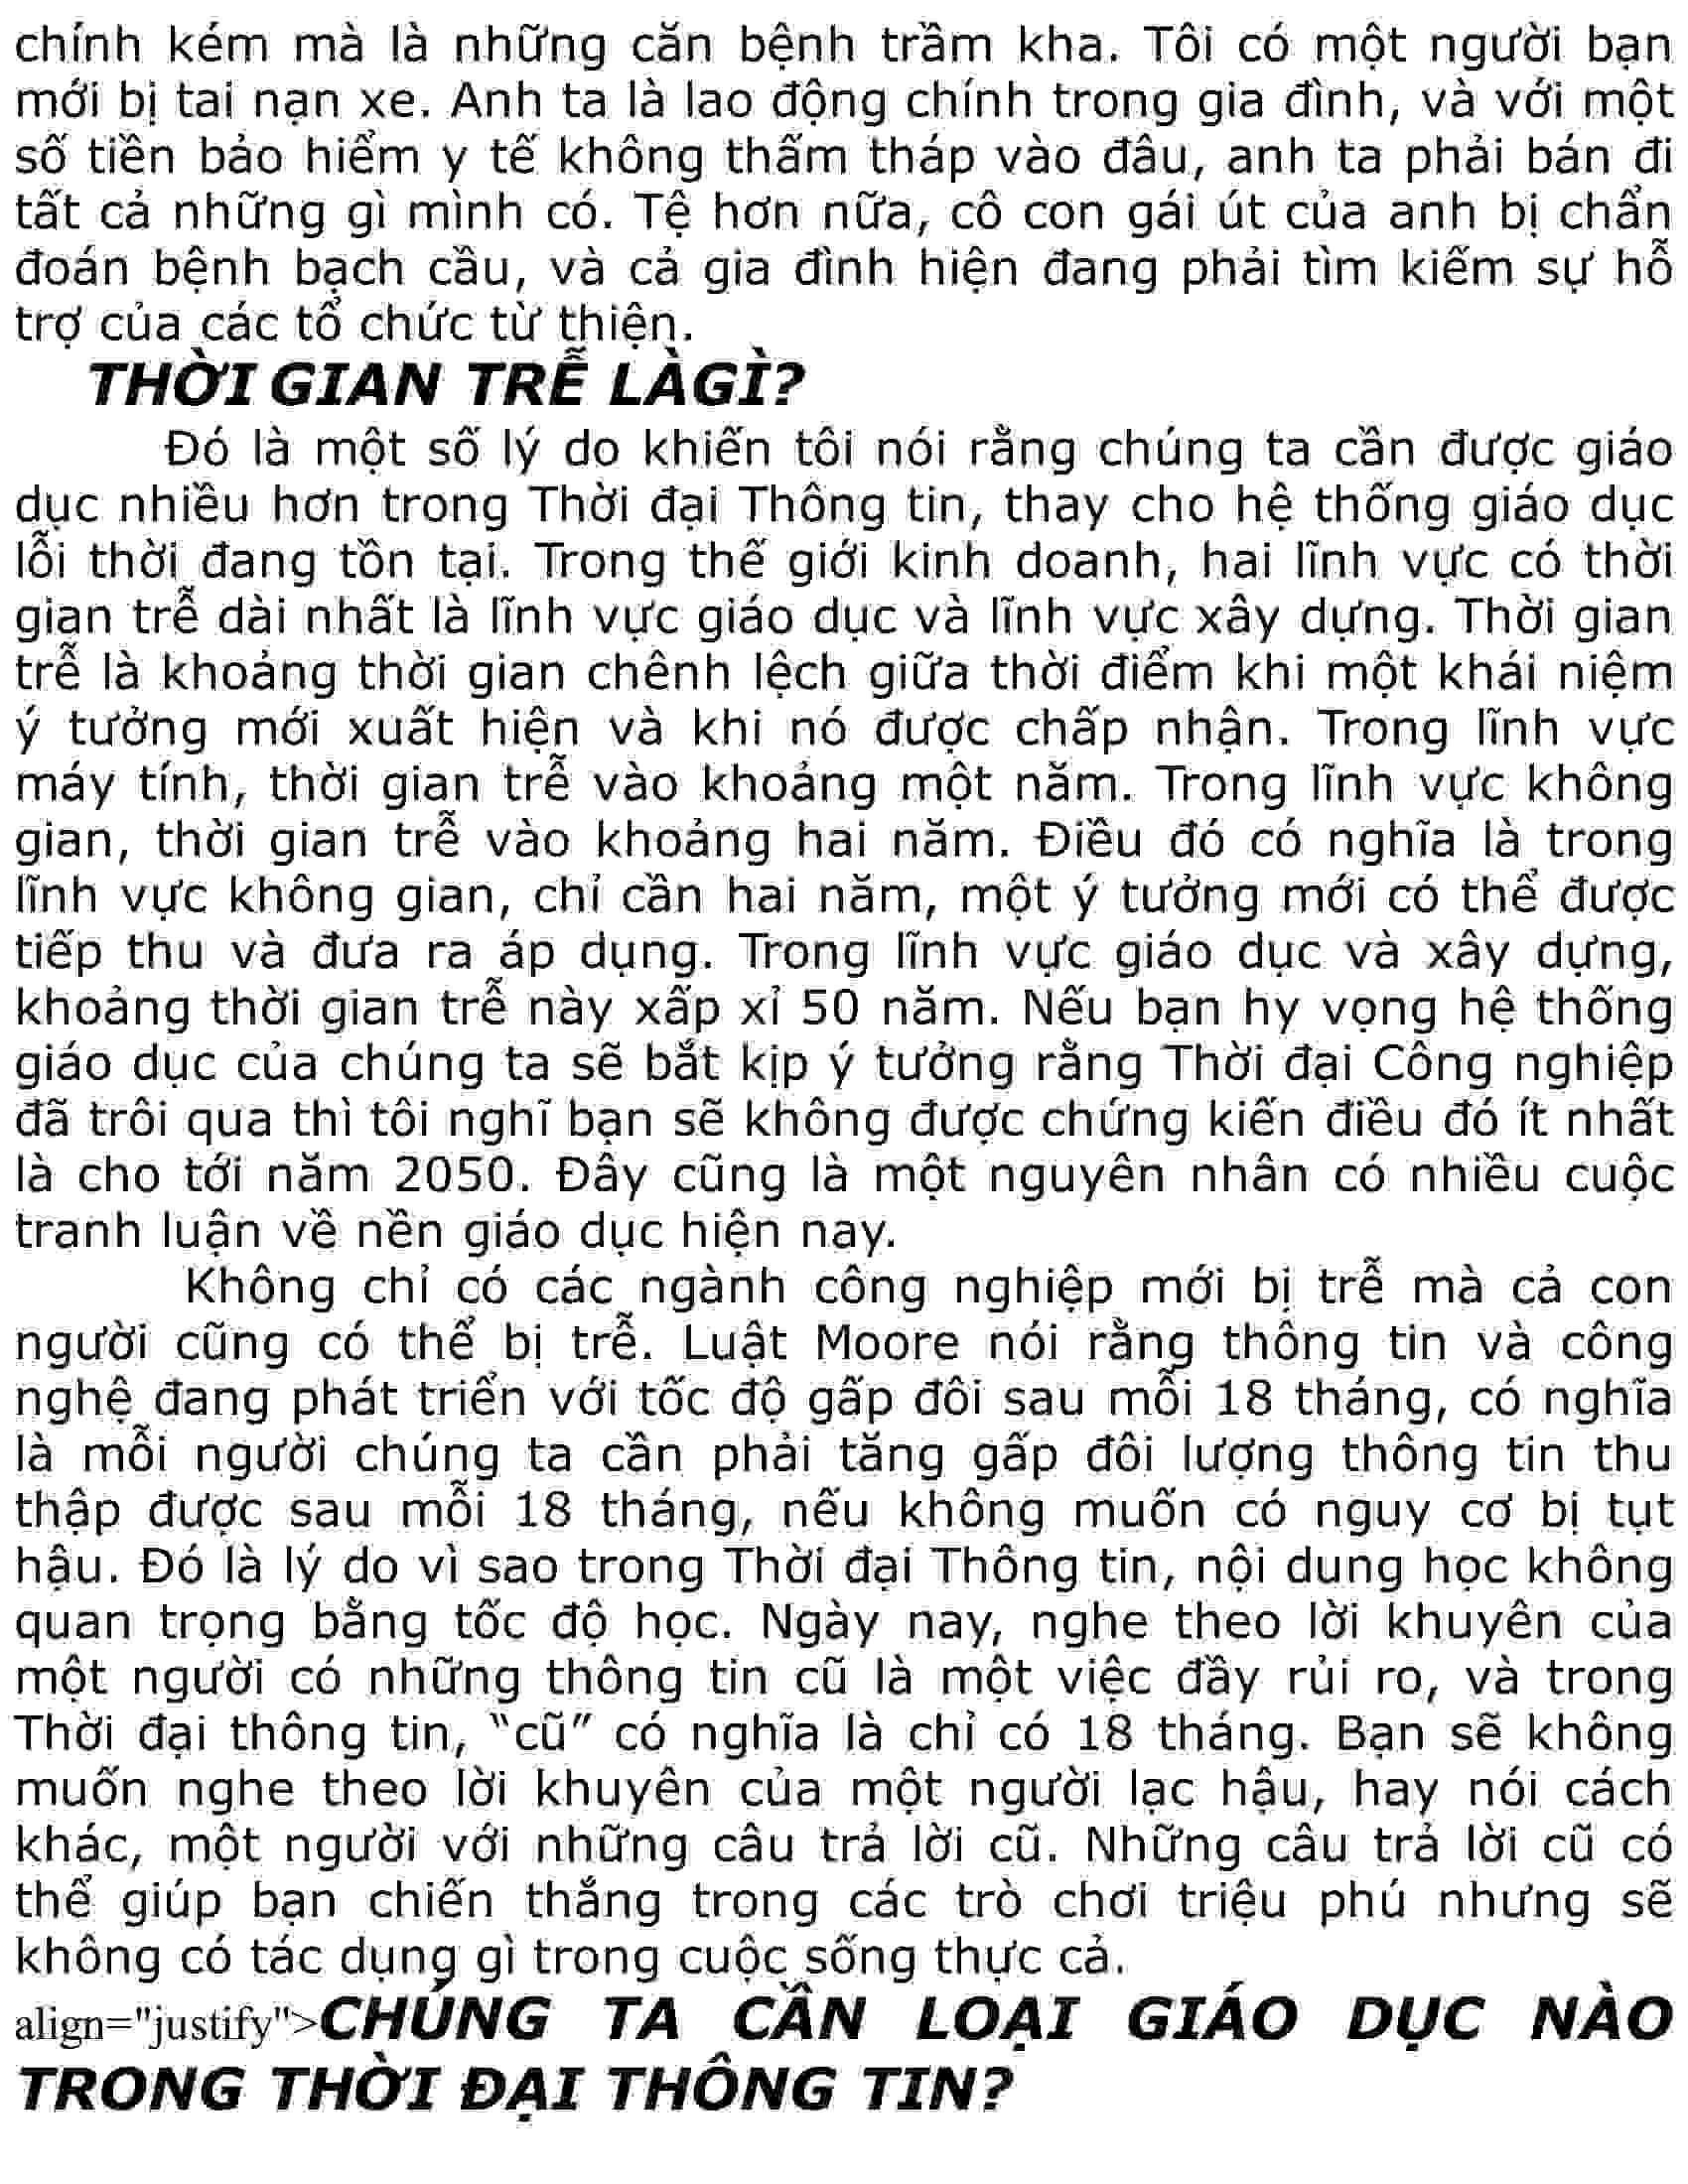 chính kém mà là những căn bệnh trầm kha. Tôi có một người bạn
mới bị tai nạn xe. Anh ta là lao động chính trong gia đình, và với một
số tiền bảo hiểm y tế không thấm tháp vào đâu, anh ta phải bán đi
tất cả những gì mình có. Tệ hơn nữa, cô con gái út của anh bị chẩn
đoán bệnh bạch cầu, và cả gia đình hiện đang phải tìm kiếm sự hỗ
trợ của các tổ chức từ thiện.
THỜI GIAN TRỄ LÀGÌ?
Đó là một số lý do khiến tôi nói rằng chúng ta cần được giáo
dục nhiều hơn trong Thời đại Thông tin, thay cho hệ thống giáo dục
lỗi thời đang tồn tại. Trong thế giới kinh doanh, hai lĩnh vực có thời
gian trễ dài nhất là lĩnh vực giáo dục và lĩnh vực xây dựng. Thời gian
trễ là khoảng thời gian chênh lệch giữa thời điểm khi một khái niệm
ý tưởng mới xuất hiện và khi nó được chấp nhận. Trong lĩnh vực
máy tính, thời gian trễ vào khoảng một năm. Trong lĩnh vực không
gian, thời gian trễ vào khoảng hai năm. Điều đó có nghĩa là trong
lĩnh vực không gian, chỉ cần hai năm, một ý tưởng mới có thể được
tiếp thu và đưa ra áp dụng. Trong lĩnh vực giáo dục và xây dựng,
khoảng thời gian trễ này xấp xỉ 50 năm. Nếu bạn hy vọng hệ thống
giáo dục của chúng ta sẽ bắt kịp ý tưởng rằng Thời đại Công nghiệp
đã trôi qua thì tôi nghĩ bạn sẽ không được chứng kiến điều đó ít nhất
là cho tới năm 2050. Đây cũng là một nguyên nhân có nhiều cuộc
tranh luận về nền giáo dục hiện nay.
Không chỉ có các ngành công nghiệp mới bị trễ mà cả con
người cũng có thể bị trễ. Luật Moore nói rằng thông tin và công
nghệ đang phát triển với tốc độ gấp đôi sau mỗi 18 tháng, có nghĩa
là mỗi người chúng ta cần phải tăng gấp đôi lượng thông tin thu
thập được sau mỗi 18 tháng, nếu không muốn có nguy cơ bị tụt
hậu. Đó là lý do vì sao trong Thời đại Thông tin, nội dung học không
quan trọng bằng tốc độ học. Ngày nay, nghe theo lời khuyên của
một người có những thông tin cũ là một việc đầy rủi ro, và trong
Thời đại thông tin, “cũ” có nghĩa là chỉ có 18 tháng. Bạn sẽ không
muốn nghe theo lời khuyên của một người lạc hậu, hay nói cách
khác, một người với những câu trả lời cũ. Những câu trả lời cũ có
thể giúp bạn chiến thắng trong các trò chơi triệu phú nhưng sẽ
không có tác dụng gì trong cuộc sống thực cả.
align="justify">CHÚNG TA CẦN LOẠI GIÁO DỤC NÀO
TRONG THỜI ĐẠI THÔNG TIN?